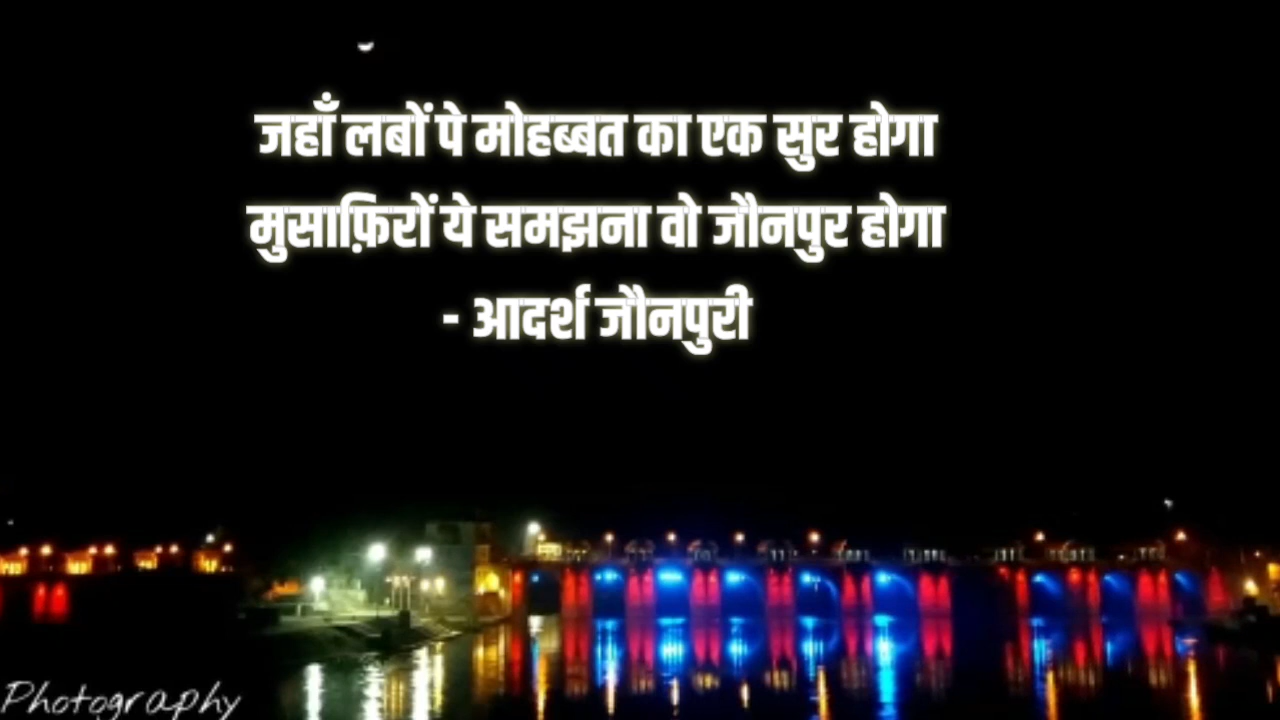 जहाँ लबों पे मोहब्बत का एक सुर होगा
मुसाफ़िरों ये समझना वो जौनपुर होगा
- आदर्श जौनपुरी
Photography